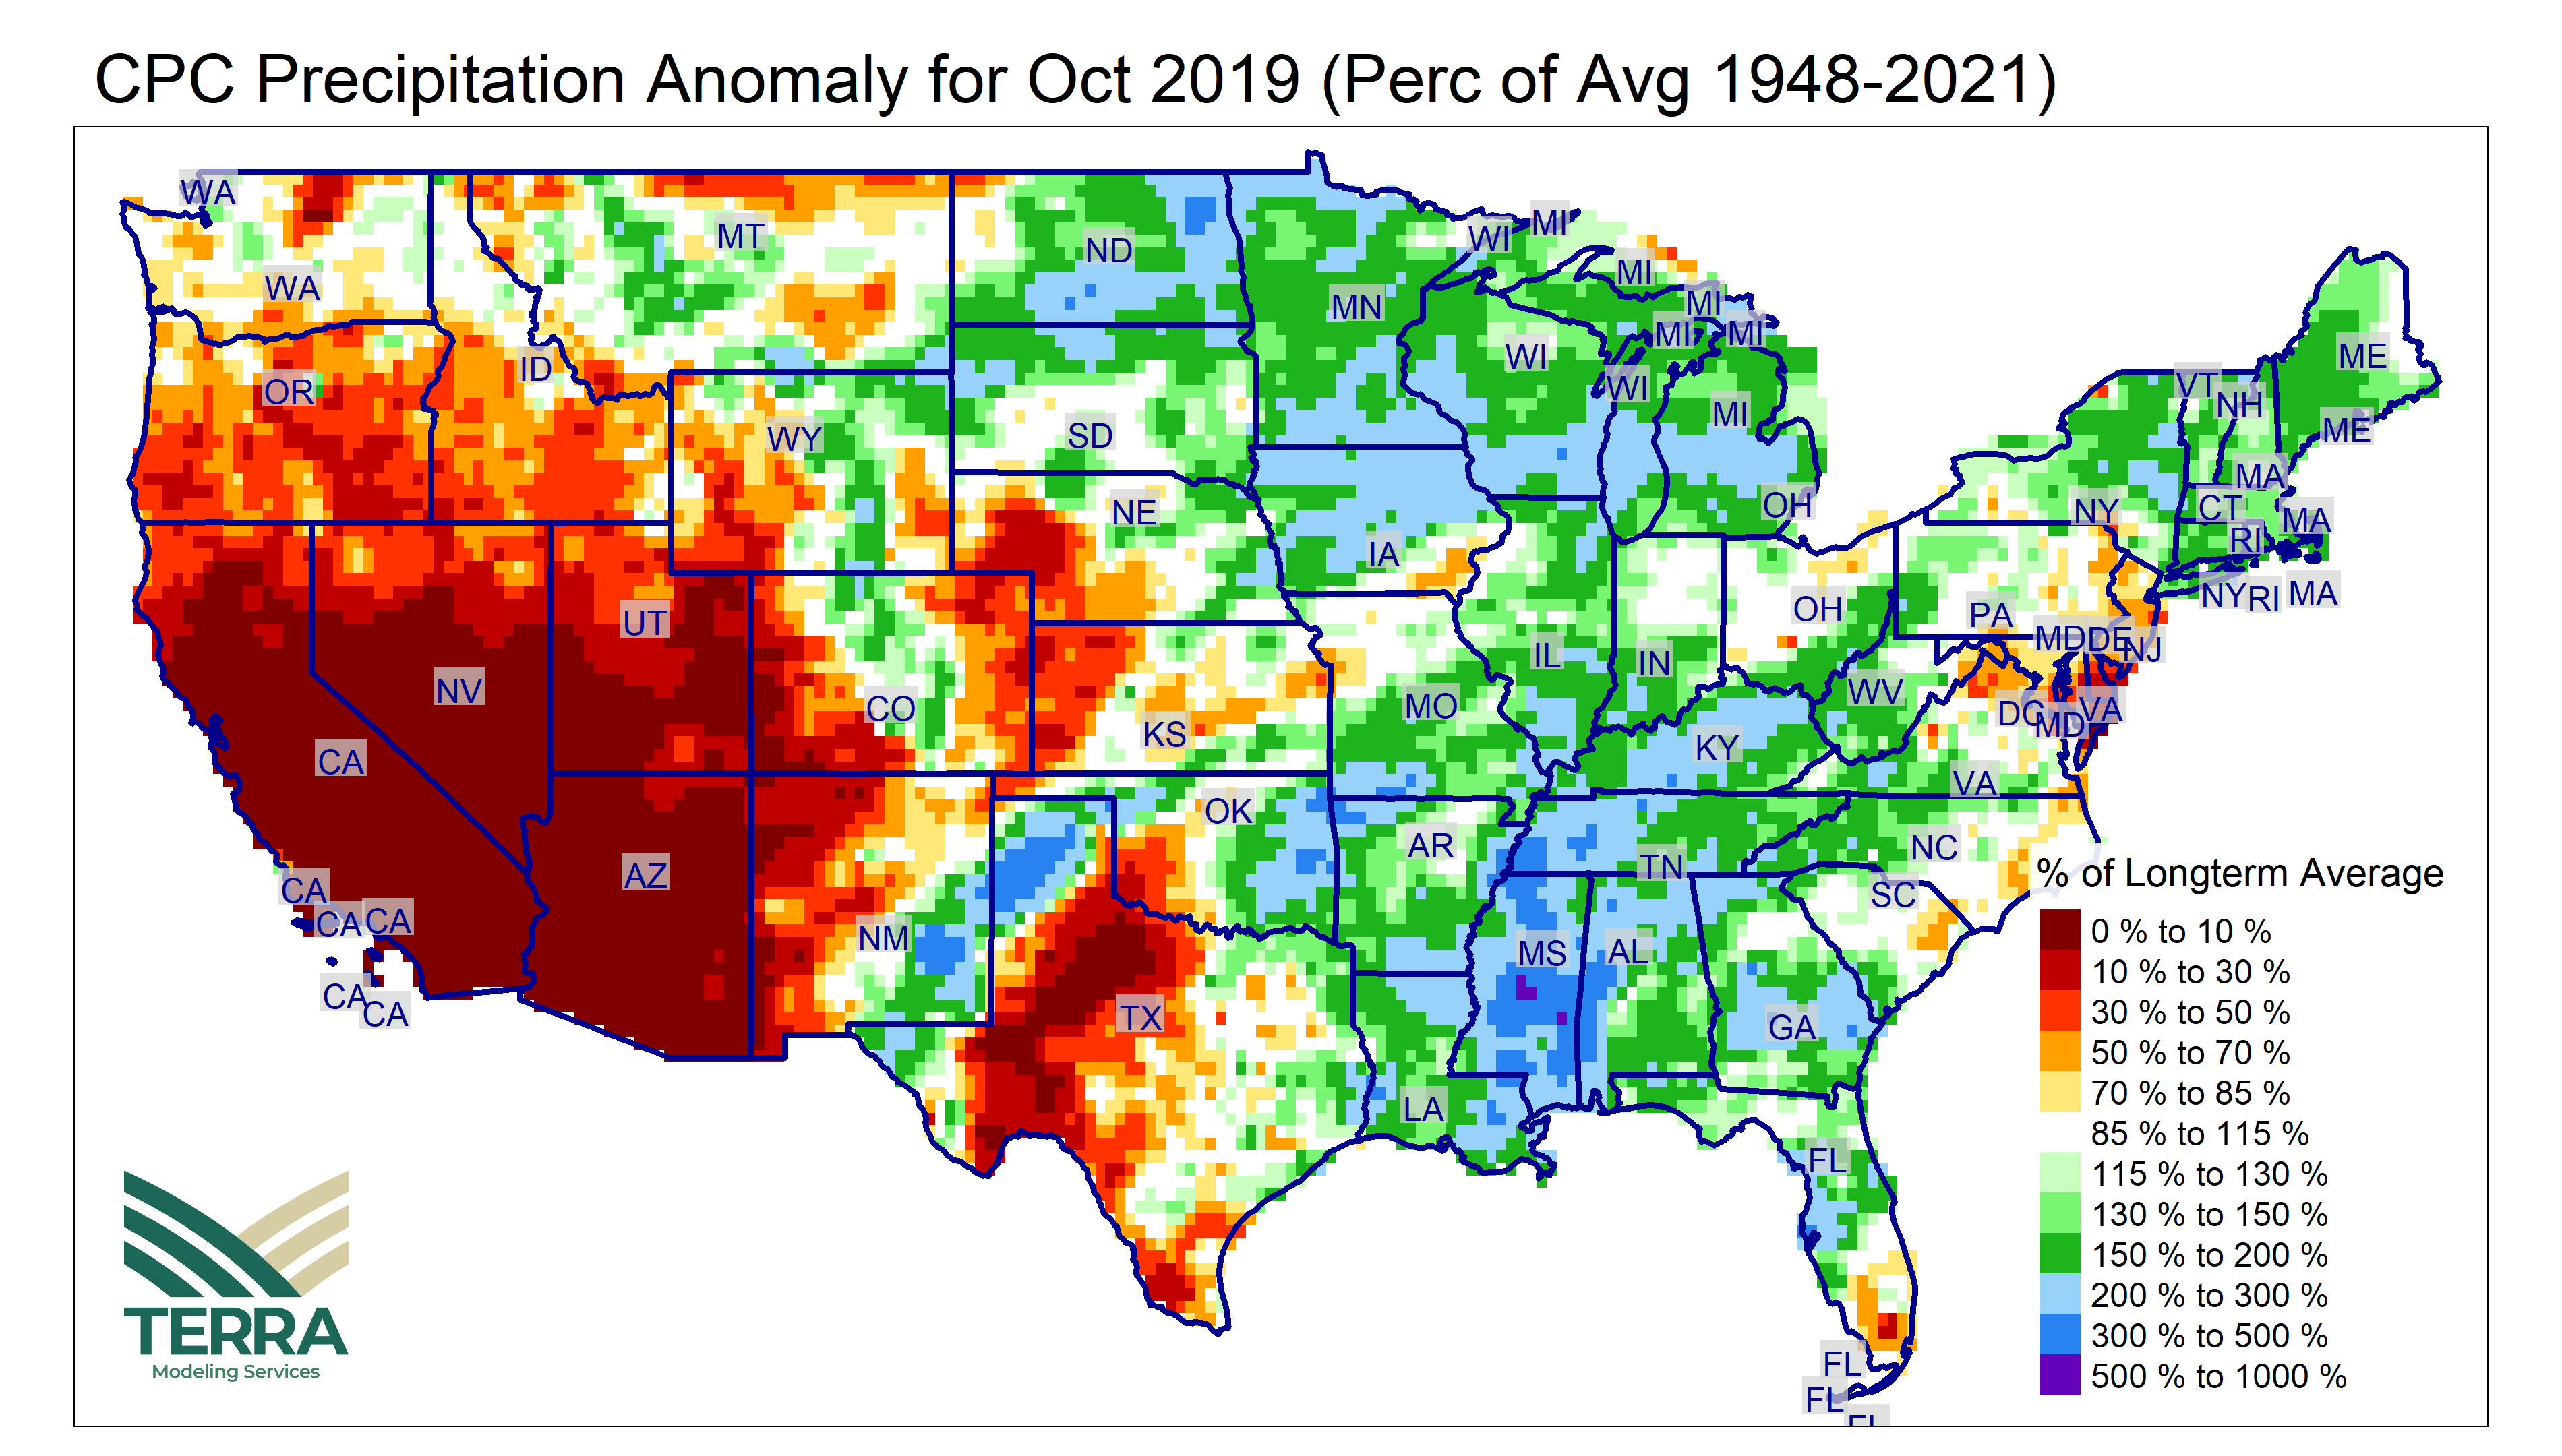 CPC Precipitation Anomaly for Oct 2019 (Perc of Avg 1948-2021)
WA
MI
WI
MT
ND
MI
WA
MN
MI
MI
MI
WI
ME
ID
OR
WI
VT
NH
MI
WY
SD
ME
MA
OH
CT
NE
NY
MA
RI
IA
NY
RI
MA
OH
PA
UT
MD
DE
NJ
IL
IN
NV
WV
CO
MO
DC
VA
MD
KS
KY
CA
VA
OK
AR
NC
TN
AZ
CA
SC
CA
CA
NM
MS
AL
CA
CA
TX
GA
LA
FL
FL
FL
FL
% of Longterm Average
0 % to 10 %
10 % to 30 %
30 % to 50 %
50 % to 70 %
70 % to 85 %
85 % to 115 %
115 % to 130 %
130 % to 150 %
150 % to 200 %
200 % to 300 %
300 % to 500 %
500 % to 1000 %
TERRA
Modeling Services